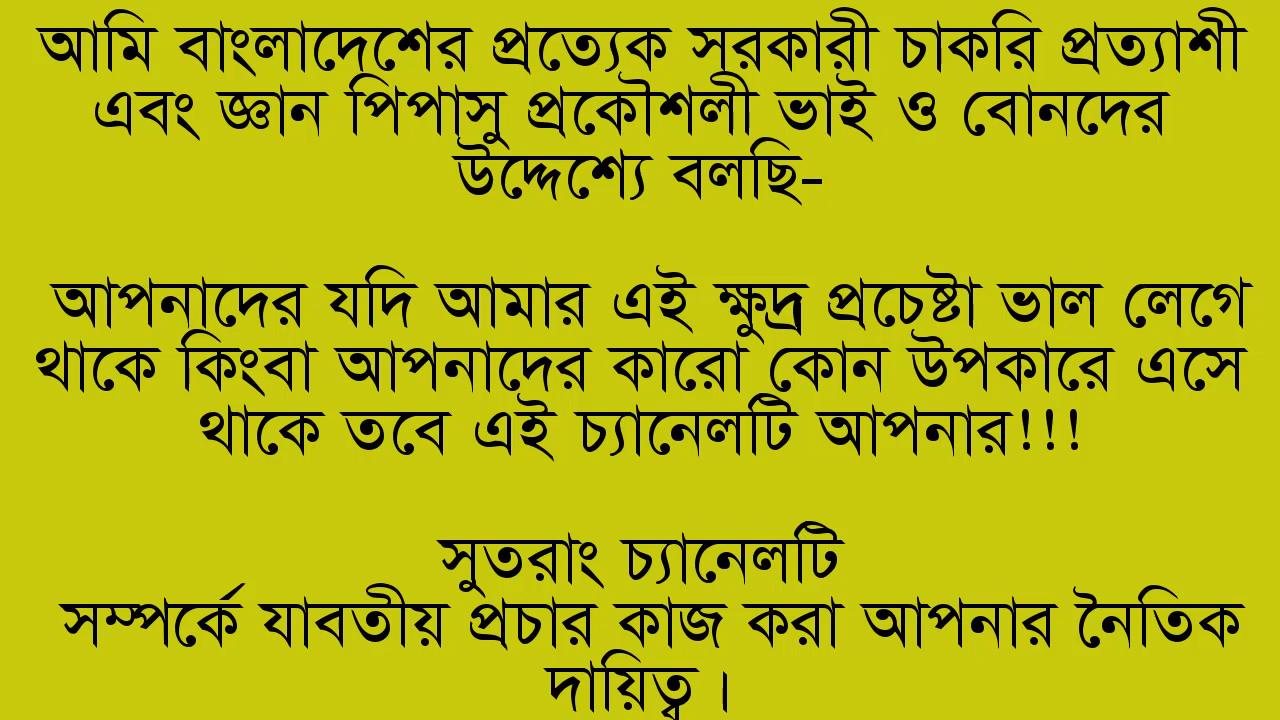 আমি বাংলাদেশের প্রত্যেক সরকারী চাকরি প্রত্যাশী
এবং জ্ঞান পিপাসু প্রকৌশলী ভাই ও বোনদের
উদ্দেশ্যে বলছি-
আপনাদের যদি আমার এই ক্ষুদ্র প্রচেষ্টা ভাল লেগে
থাকে কিংবা আপনাদের কারো কোন উপকারে এসে
থাকে তবে এই চ্যানেলটি আপনার!!!
সুতরাং চ্যানেলটি
সম্পর্কে যাবতীয় প্রচার কাজ করা আপনার নৈতিক
দায়িত্ব।